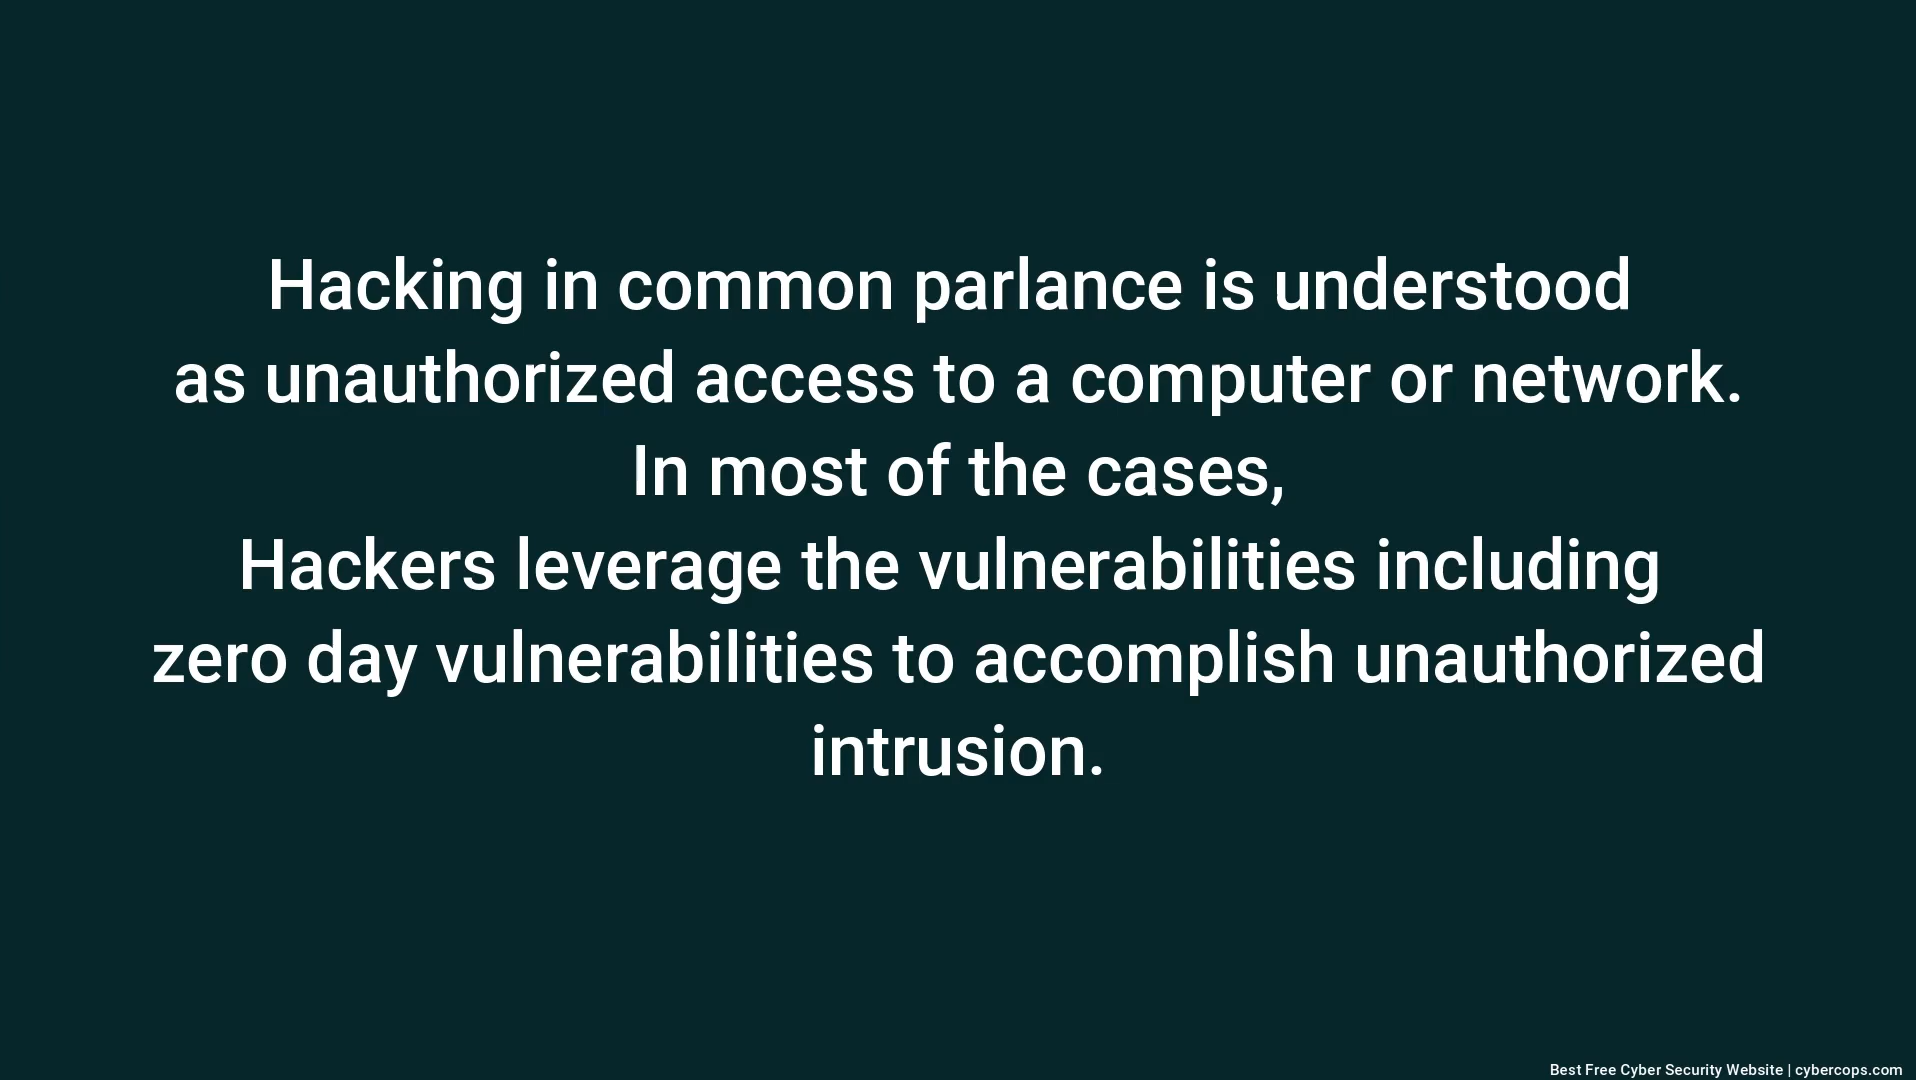 Hacking in common parlance is understood
as unauthorized access to a computer or network.
In most of the cases,
Hackers leverage the vulnerabilities including
zero day vulnerabilities to accomplish unauthorized
intrusion.
Best Free Cyber Security Website | cybercops.com